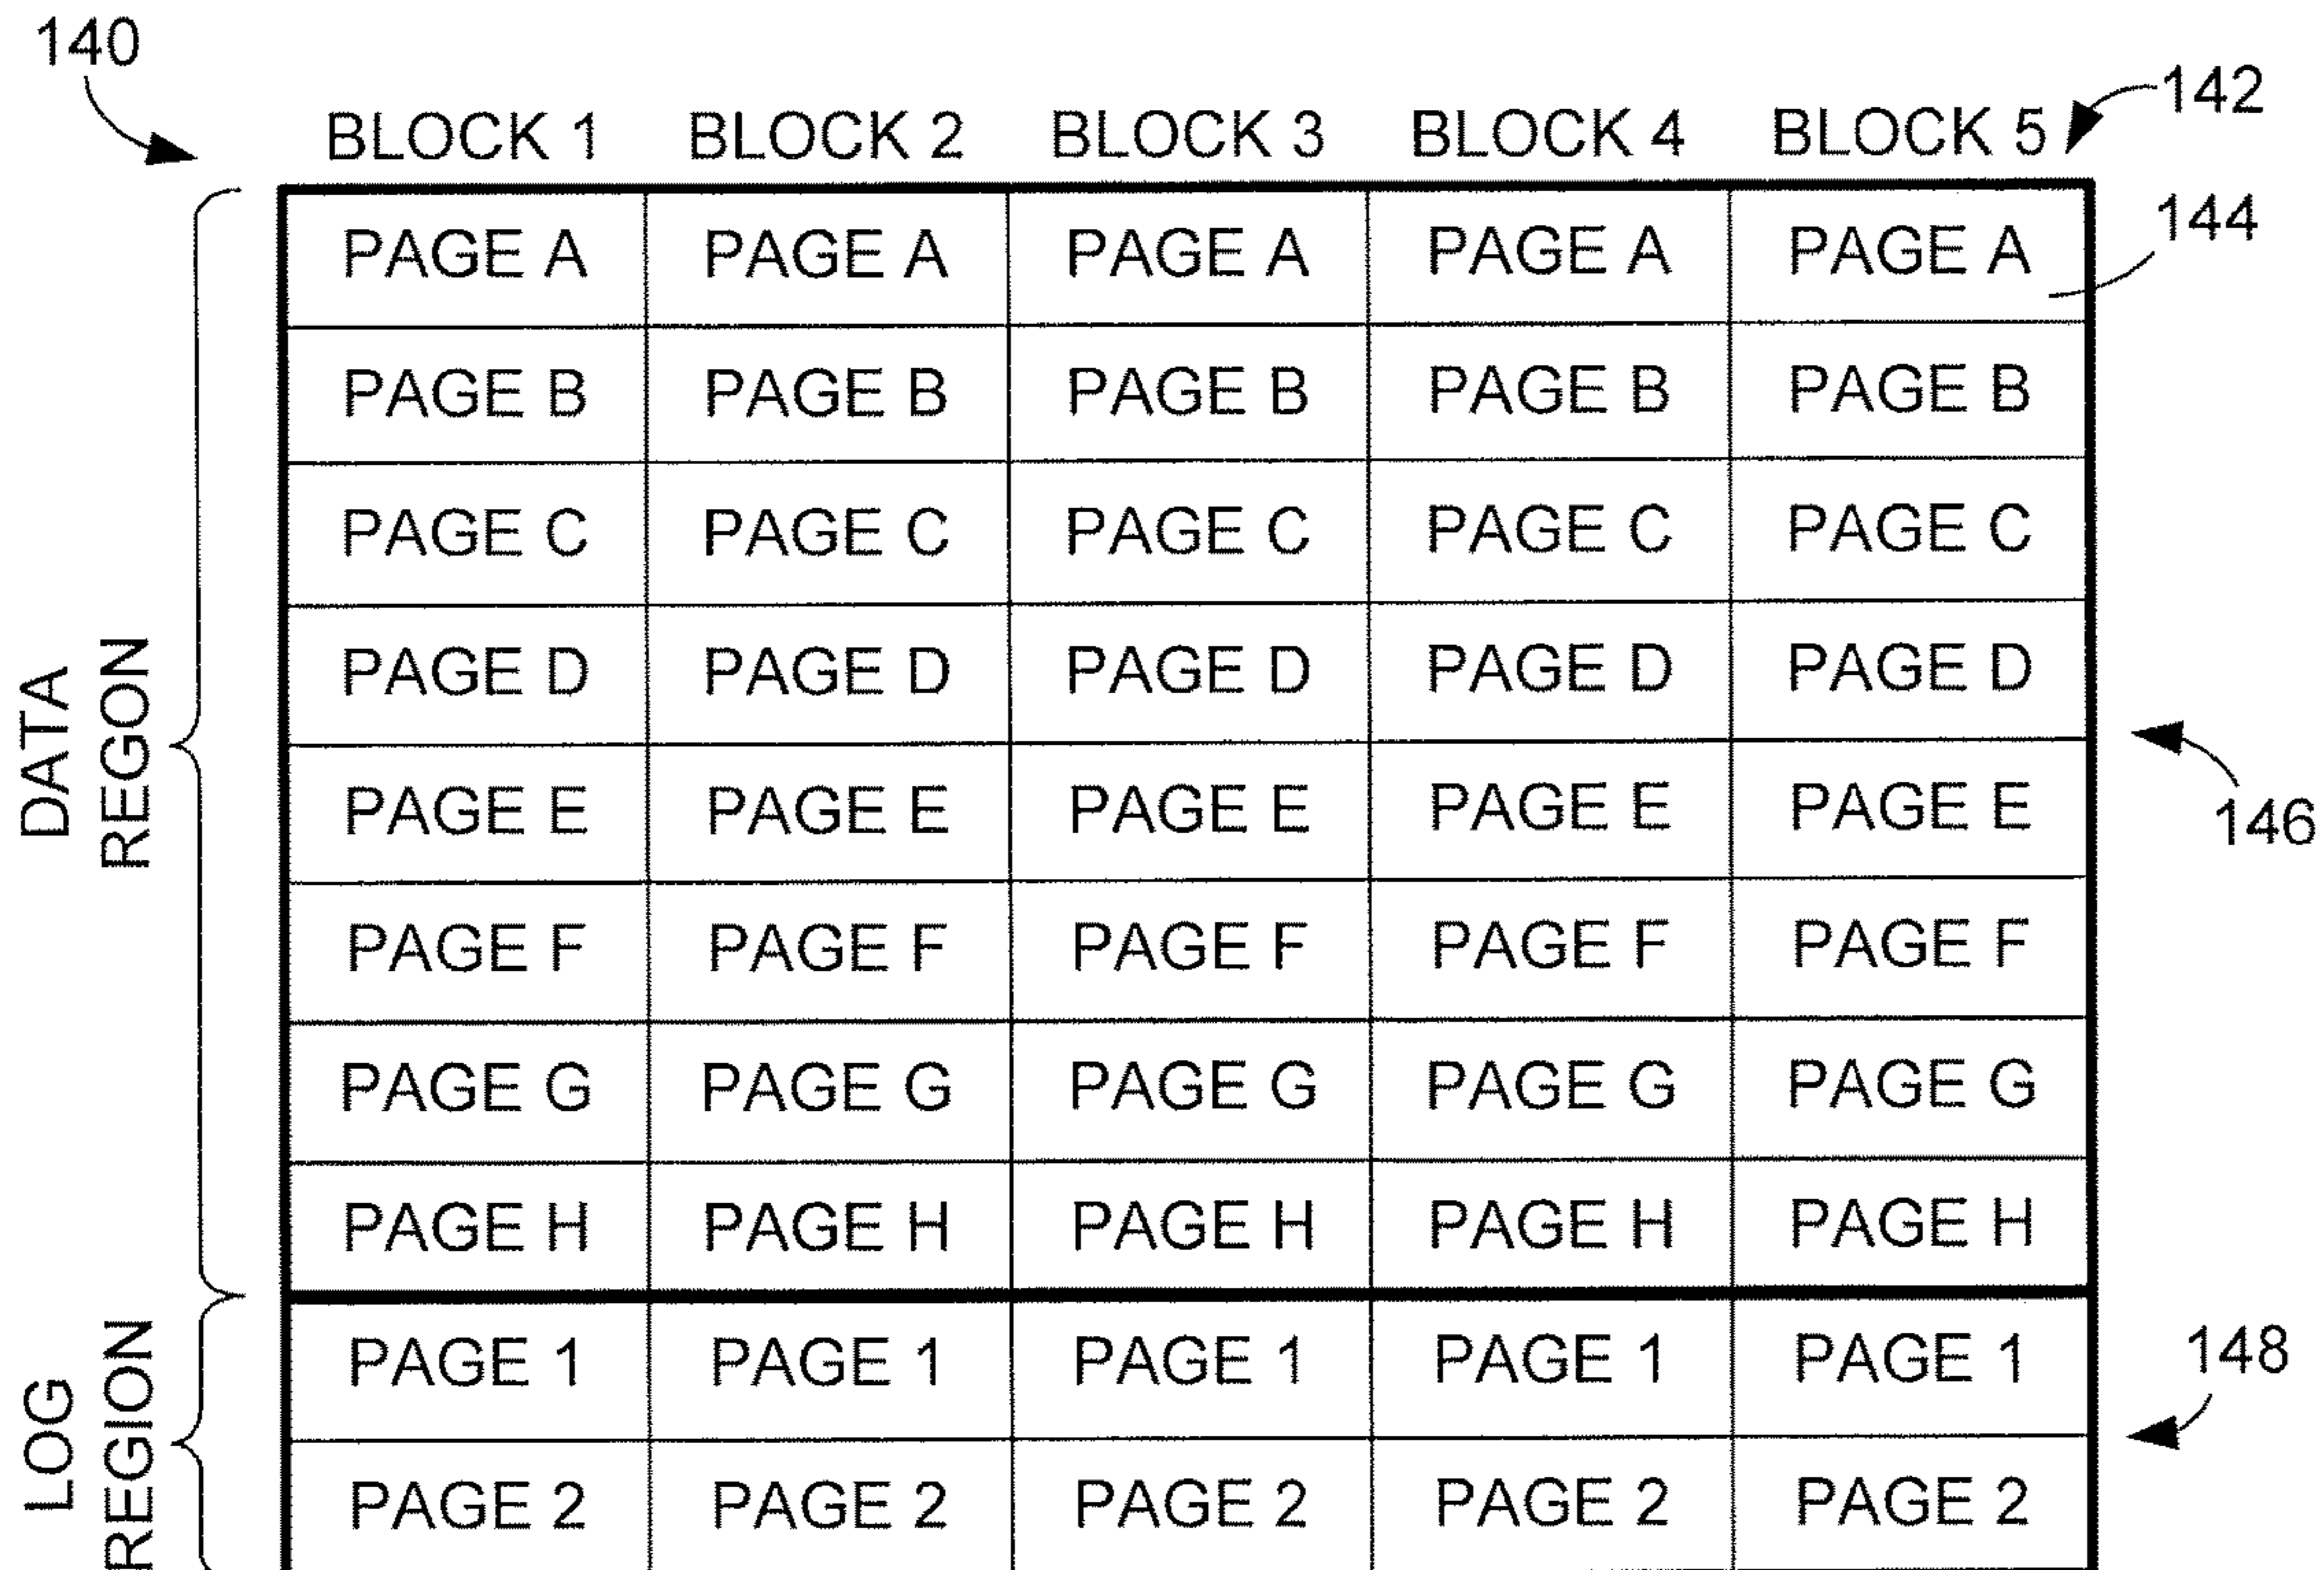 140
142
BLOCK 1 BLOCK 2 BLOCK 3 BLOCK 4 BLOCK 5
144
PAGE A PAGE A PAGE A PAGE A PAGE A
PAGE B PAGE B PAGE B PAGE B PAGE B
PAGE C PAGE C PAGE C PAGE C PAGE C
PAGE D PAGE D PAGE D PAGE D PAGE D
DATA
REGON
146
PAGE E PAGE E PAGE E PAGE E PAGE E
PAGE F PAGE F PAGE F PAGE F PAGE F
PAGE G PAGE G PAGE G PAGE G PAGE G
PAGE H PAGE H PAGE H PAGE H PAGE H
PAGE 1 PAGE 1 PAGE 1 PAGE 1 PAGE 1
148
LOG
REGION
PAGE 2 PAGE 2 PAGE 2 PAGE 2 PAGE 2